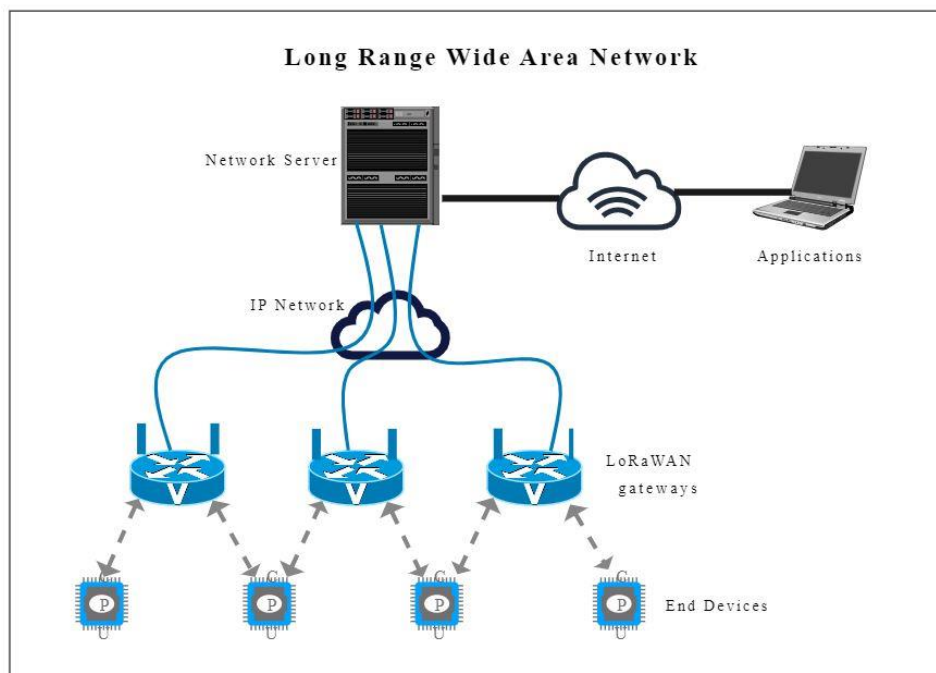 Long Range Wide Area Network
Network Server
Internet
Applications
IP Network
LoRaWAN
gateways
V
V
V
C
P
U
C
P
U
C
P
U
C
P
U
End Devices